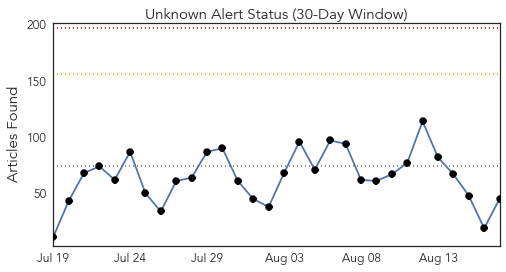 Unknown Alert Status (30-Day Window)
200
150
100
50
Articles Found
Jul 19 Jul 24 Jul 29 Aug 03 Aug 08 Aug 13